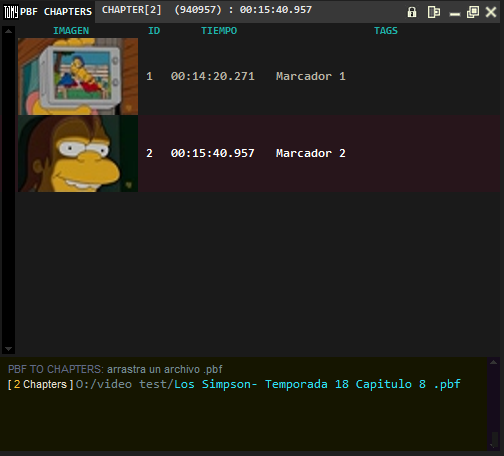 TOMY PBF CHAPTERS CHAPTER[2] (940957) : 00:15:40.957
IMAGEN ID TIEMPO TAGS
1 00:14:20.271 Marcador 1
2 00:15:40.957 Marcador 2
PBF TO CHAPTERS: arrastra un archivo .pbf
[ 2 Chapters ] O:/video test/Los Simpson- Temporada 18 Capitulo 8 .pbf